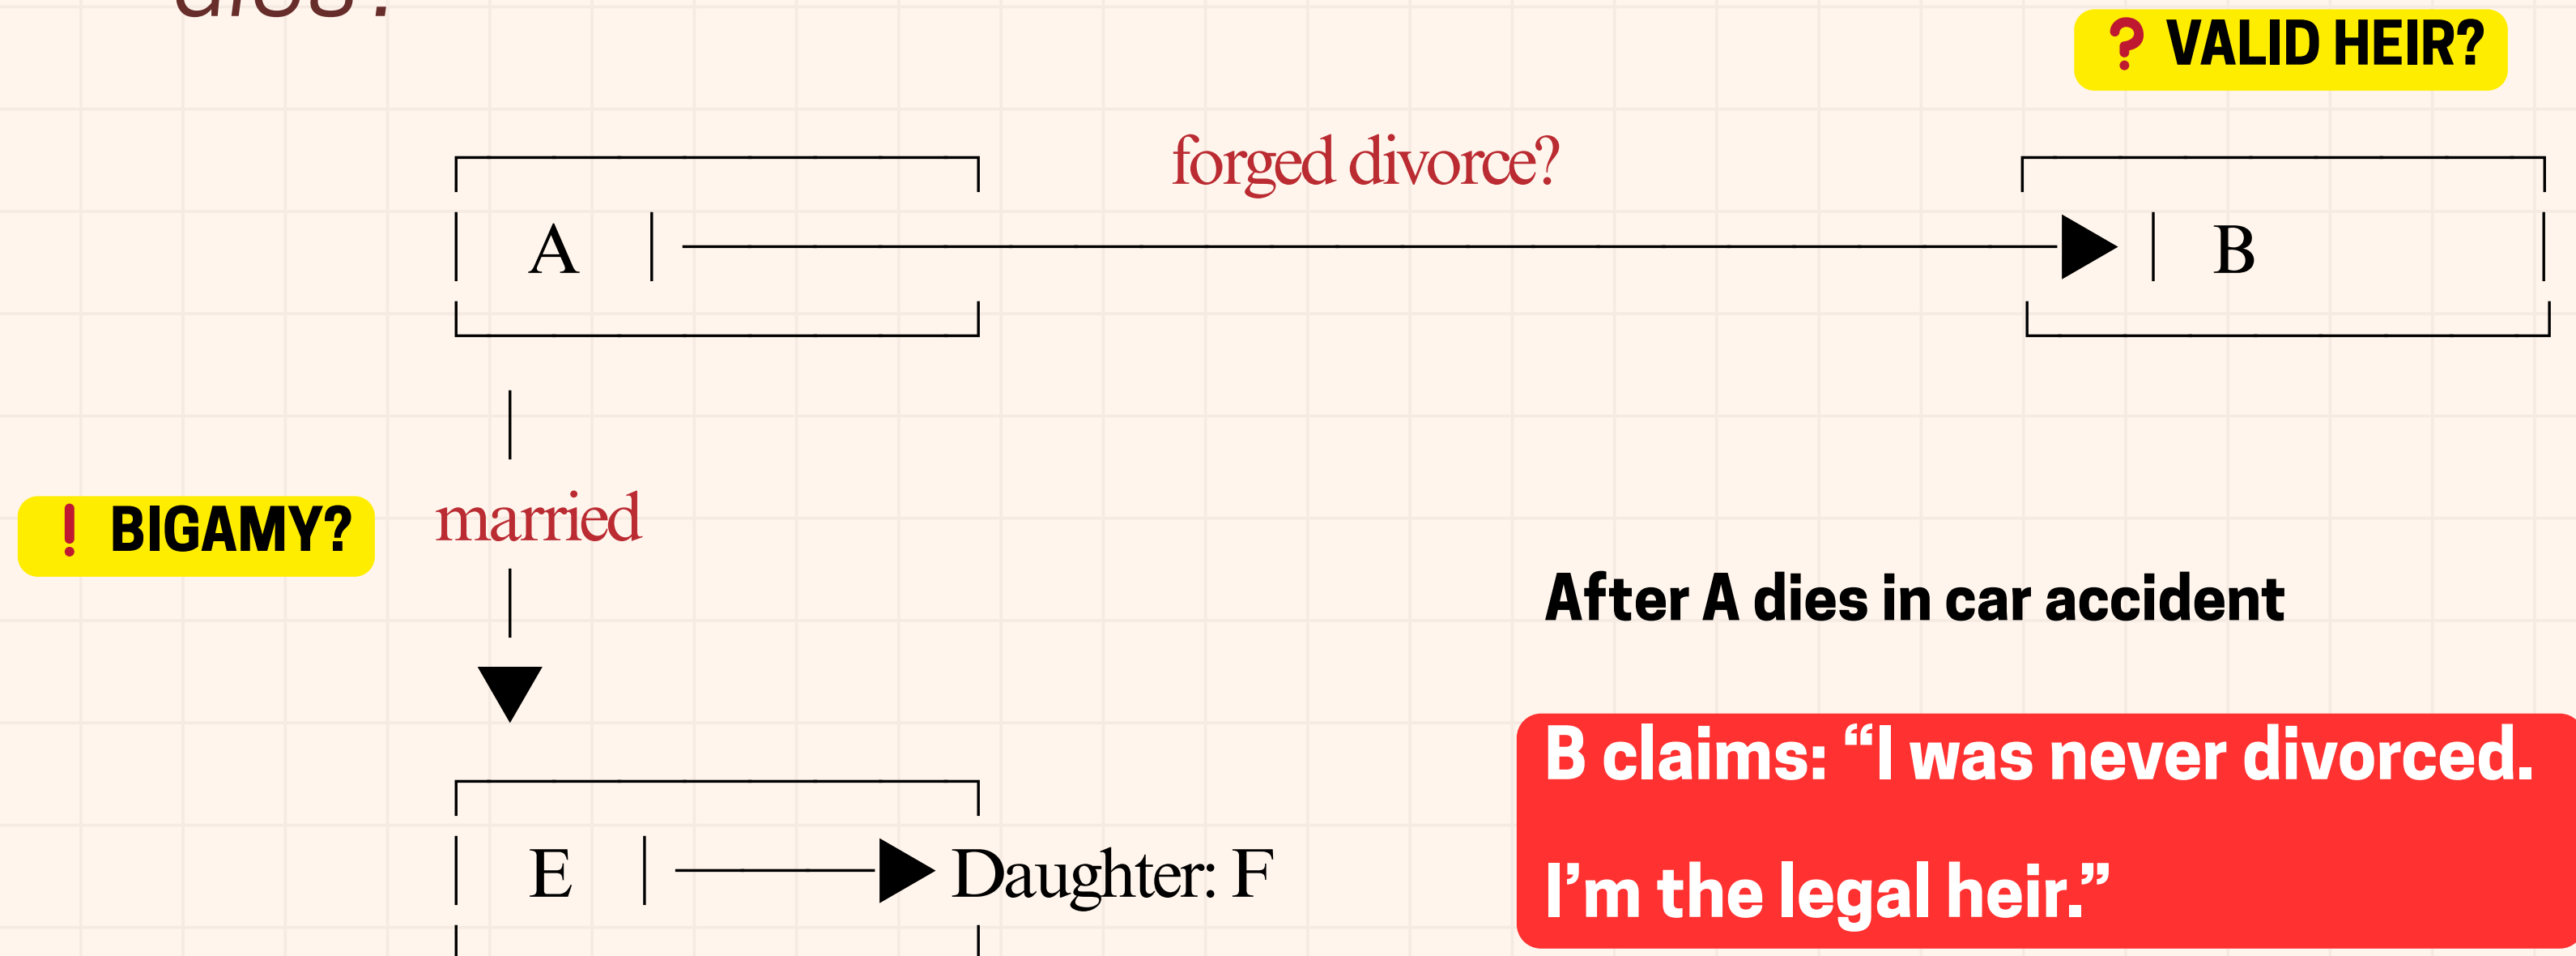 dies?
❓ VALID HEIR?
forged divorce?
A
B
❗ BIGAMY?
married
After A dies in car accident
B claims: “I was never divorced.
I’m the legal heir.”
E
Daughter: F